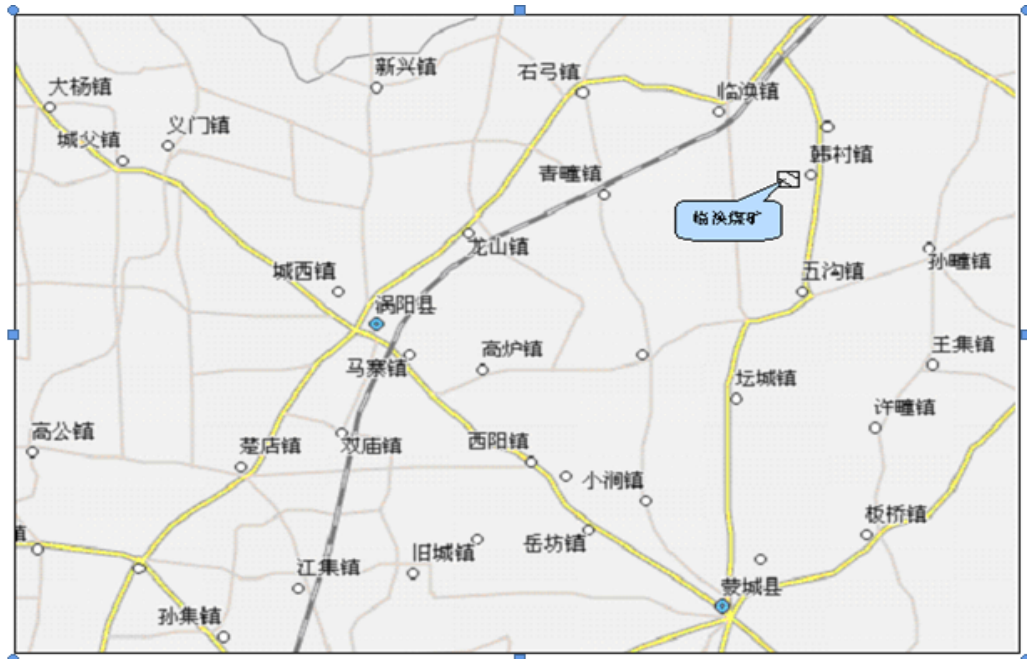 新兴镇
石弓镇
大杨镇
临涣镇
义门镇
城父镇
韩村镇
青疃镇
临涣煤矿
龙山镇
孙疃镇
城西镇
五沟镇
涡阳县
王集镇
高炉镇
马寨镇
坛城镇
许疃镇
高公镇
楚店镇
双庙镇
西阳镇
小涧镇
板桥镇
镇
岳坊镇
旧城镇
江集镇
蒙城县
孙集镇